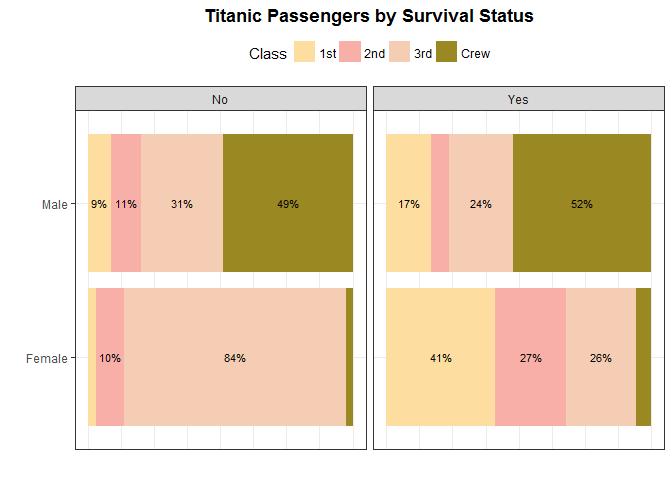 Titanic Passengers by Survival Status
Class 1st 2nd 3rd Crew
No Yes
Male 9% 11% 31% 49% 17% 24% 52%
Female 10% 84% 41% 27% 26%